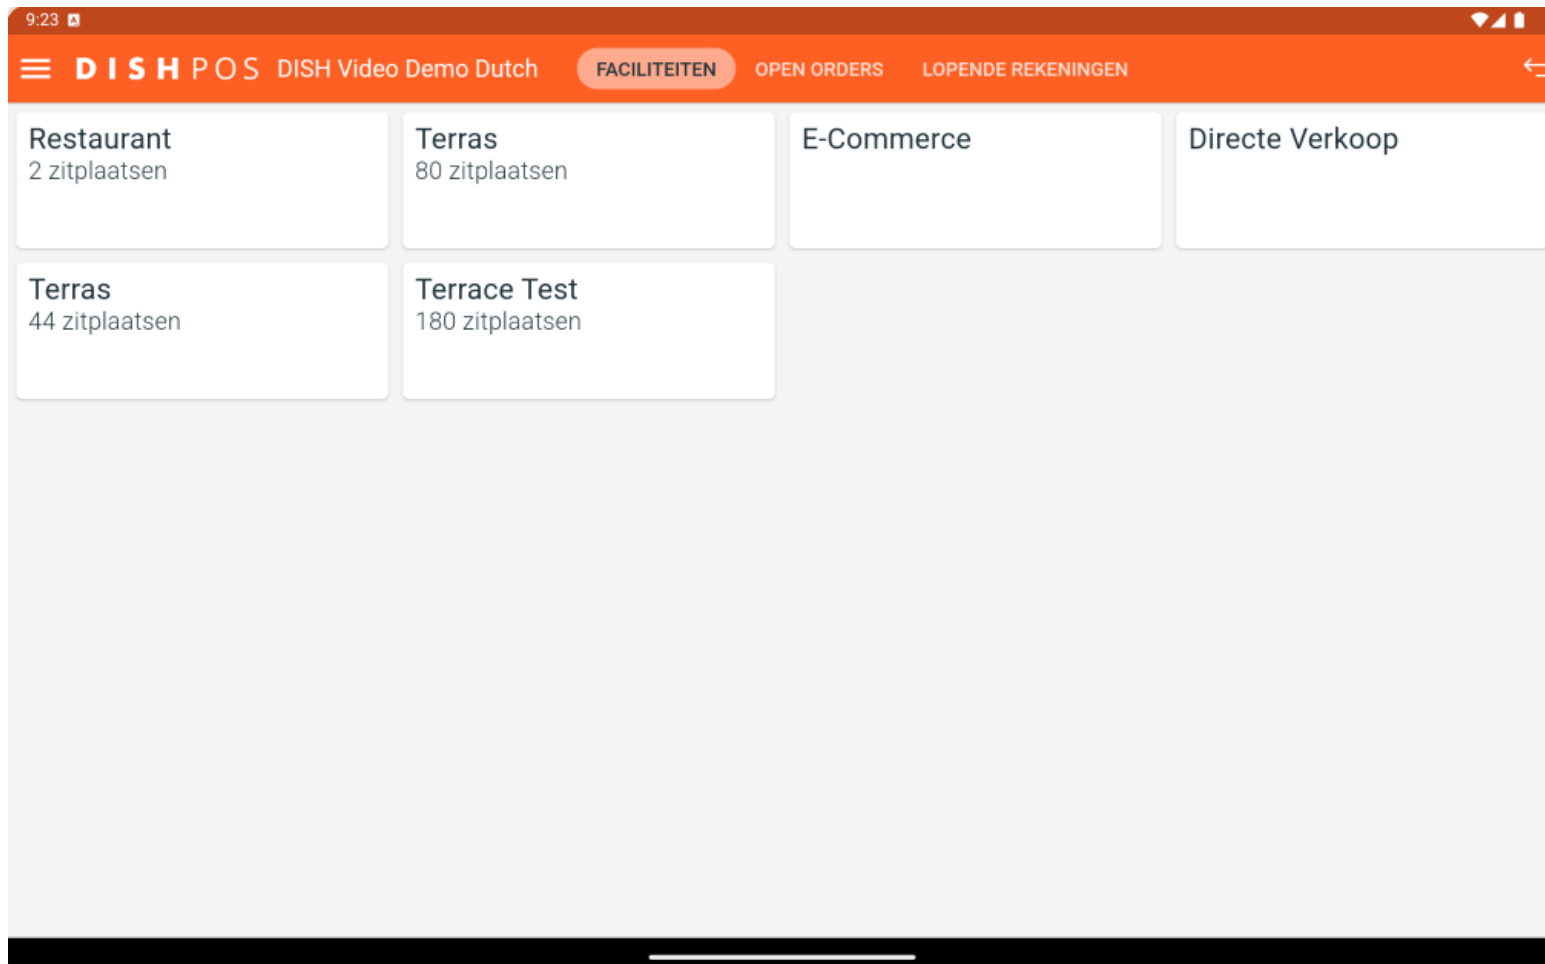 9:23
DISH POS DISH Video Demo Dutch FACILITEITEN OPEN ORDERS LOPENDE REKENINGEN
Restaurant
2 zitplaatsen
Terras
80 zitplaatsen
E-Commerce
Directe Verkoop
Terras
44 zitplaatsen
Terrace Test
180 zitplaatsen